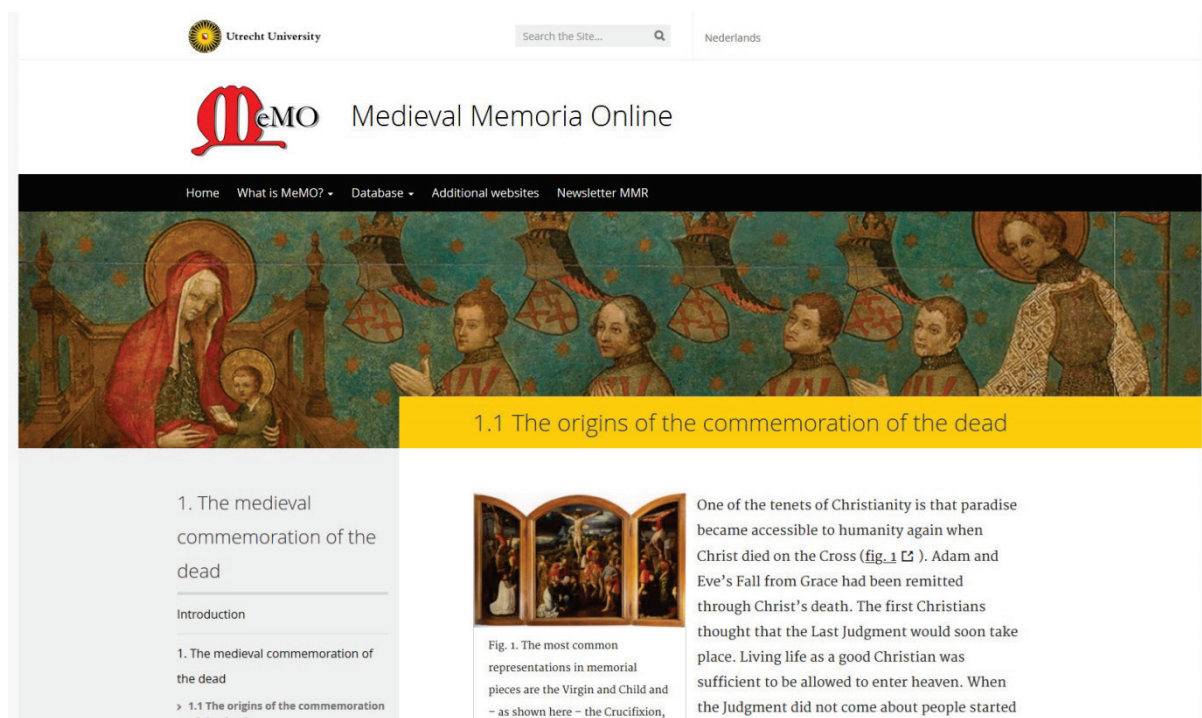 Utrecht University
Search the Site...
Nederlands
MeMO
Medieval Memoria Online
Home What is MeMO? Database Additional websites Newsletter MMR
1.1 The origins of the commemoration of the dead
1. The medieval
commemoration of the
dead
Introduction
1. The medieval commemoration of
the dead
> 1.1 The origins of the commemoration
Fig. 1. The most common
representations in memorial
pieces are the Virgin and Child and
– as shown here – the Crucifixion,
One of the tenets of Christianity is that paradise
became accessible to humanity again when
Christ died on the Cross (fig. 1 ). Adam and
Eve's Fall from Grace had been remitted
through Christ's death. The first Christians
thought that the Last Judgment would soon take
place. Living life as a good Christian was
sufficient to be allowed to enter heaven. When
the Judgment did not come about people started